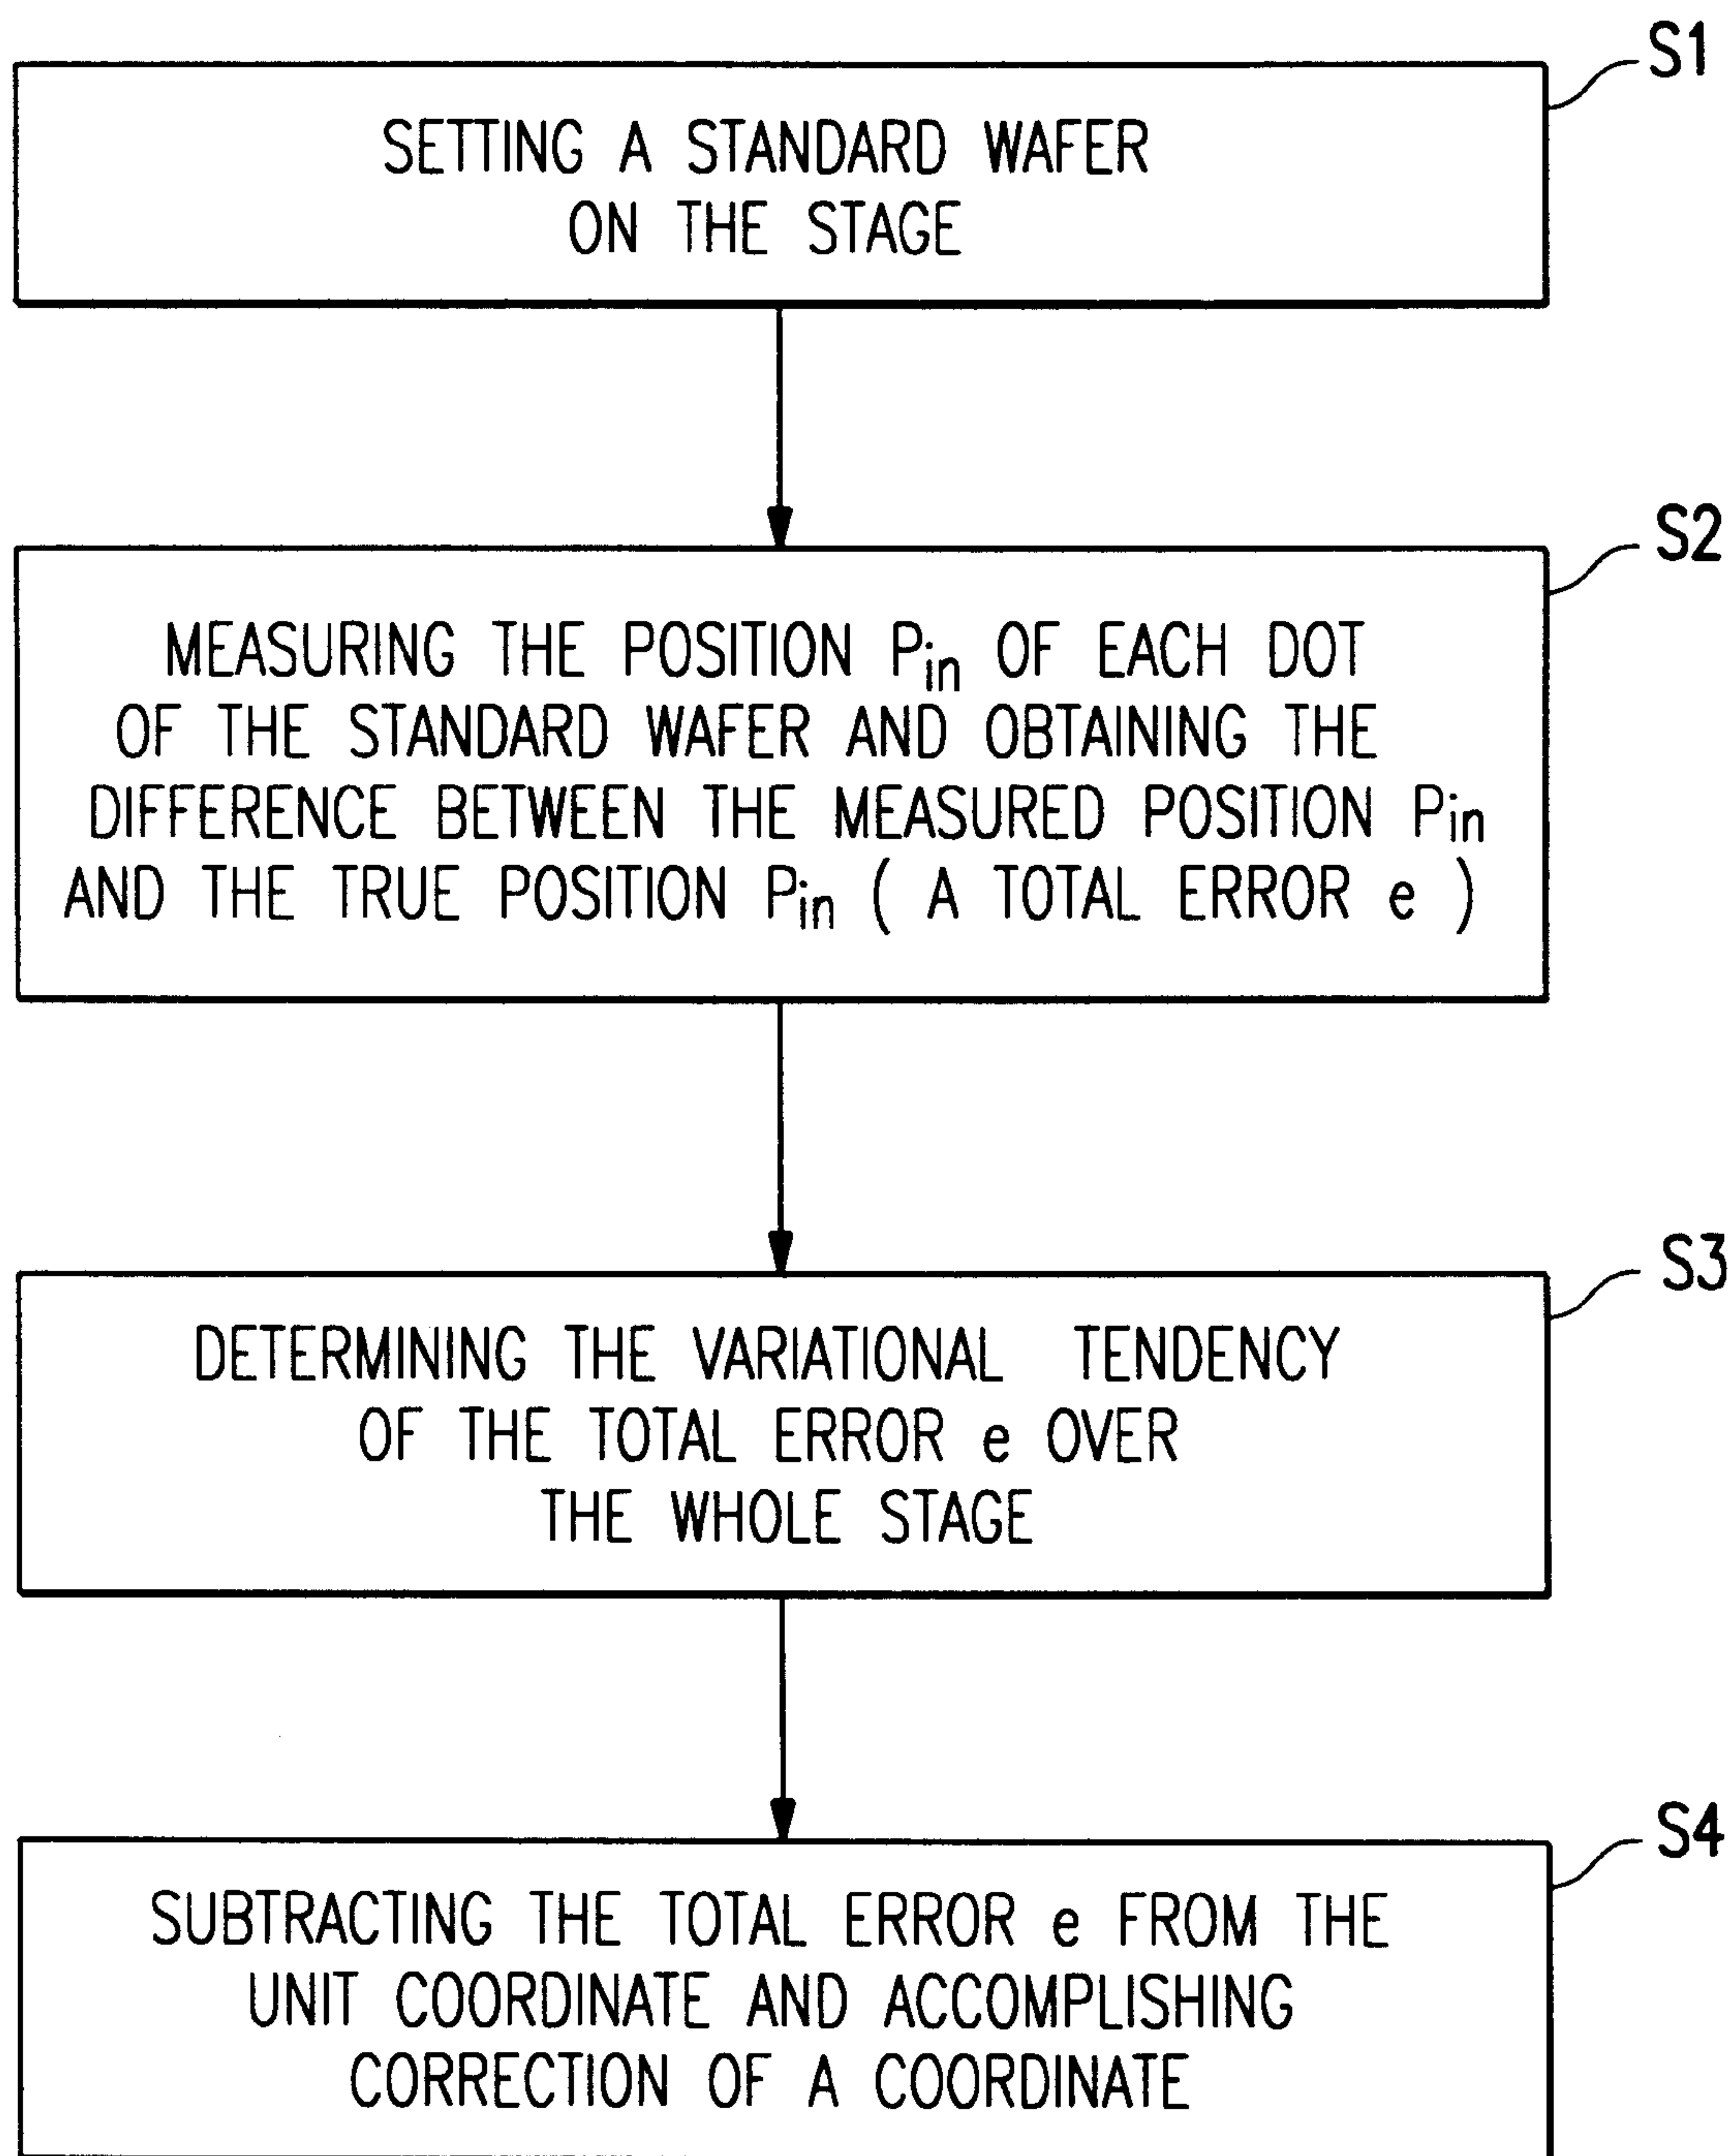 S1
SETTING A STANDARD WAFER
ON THE STAGE
S2
MEASURING THE POSITION Pin OF EACH DOT
OF THE STANDARD WAFER AND OBTAINING THE
DIFFERENCE BETWEEN THE MEASURED POSITION Pin
AND THE TRUE POSITION Pin ( A TOTAL ERROR e )
S3
DETERMINING THE VARIATIONAL TENDENCY
OF THE TOTAL ERROR e OVER
THE WHOLE STAGE
S4
SUBTRACTING THE TOTAL ERROR e FROM THE
UNIT COORDINATE AND ACCOMPLISHING
CORRECTION OF A COORDINATE